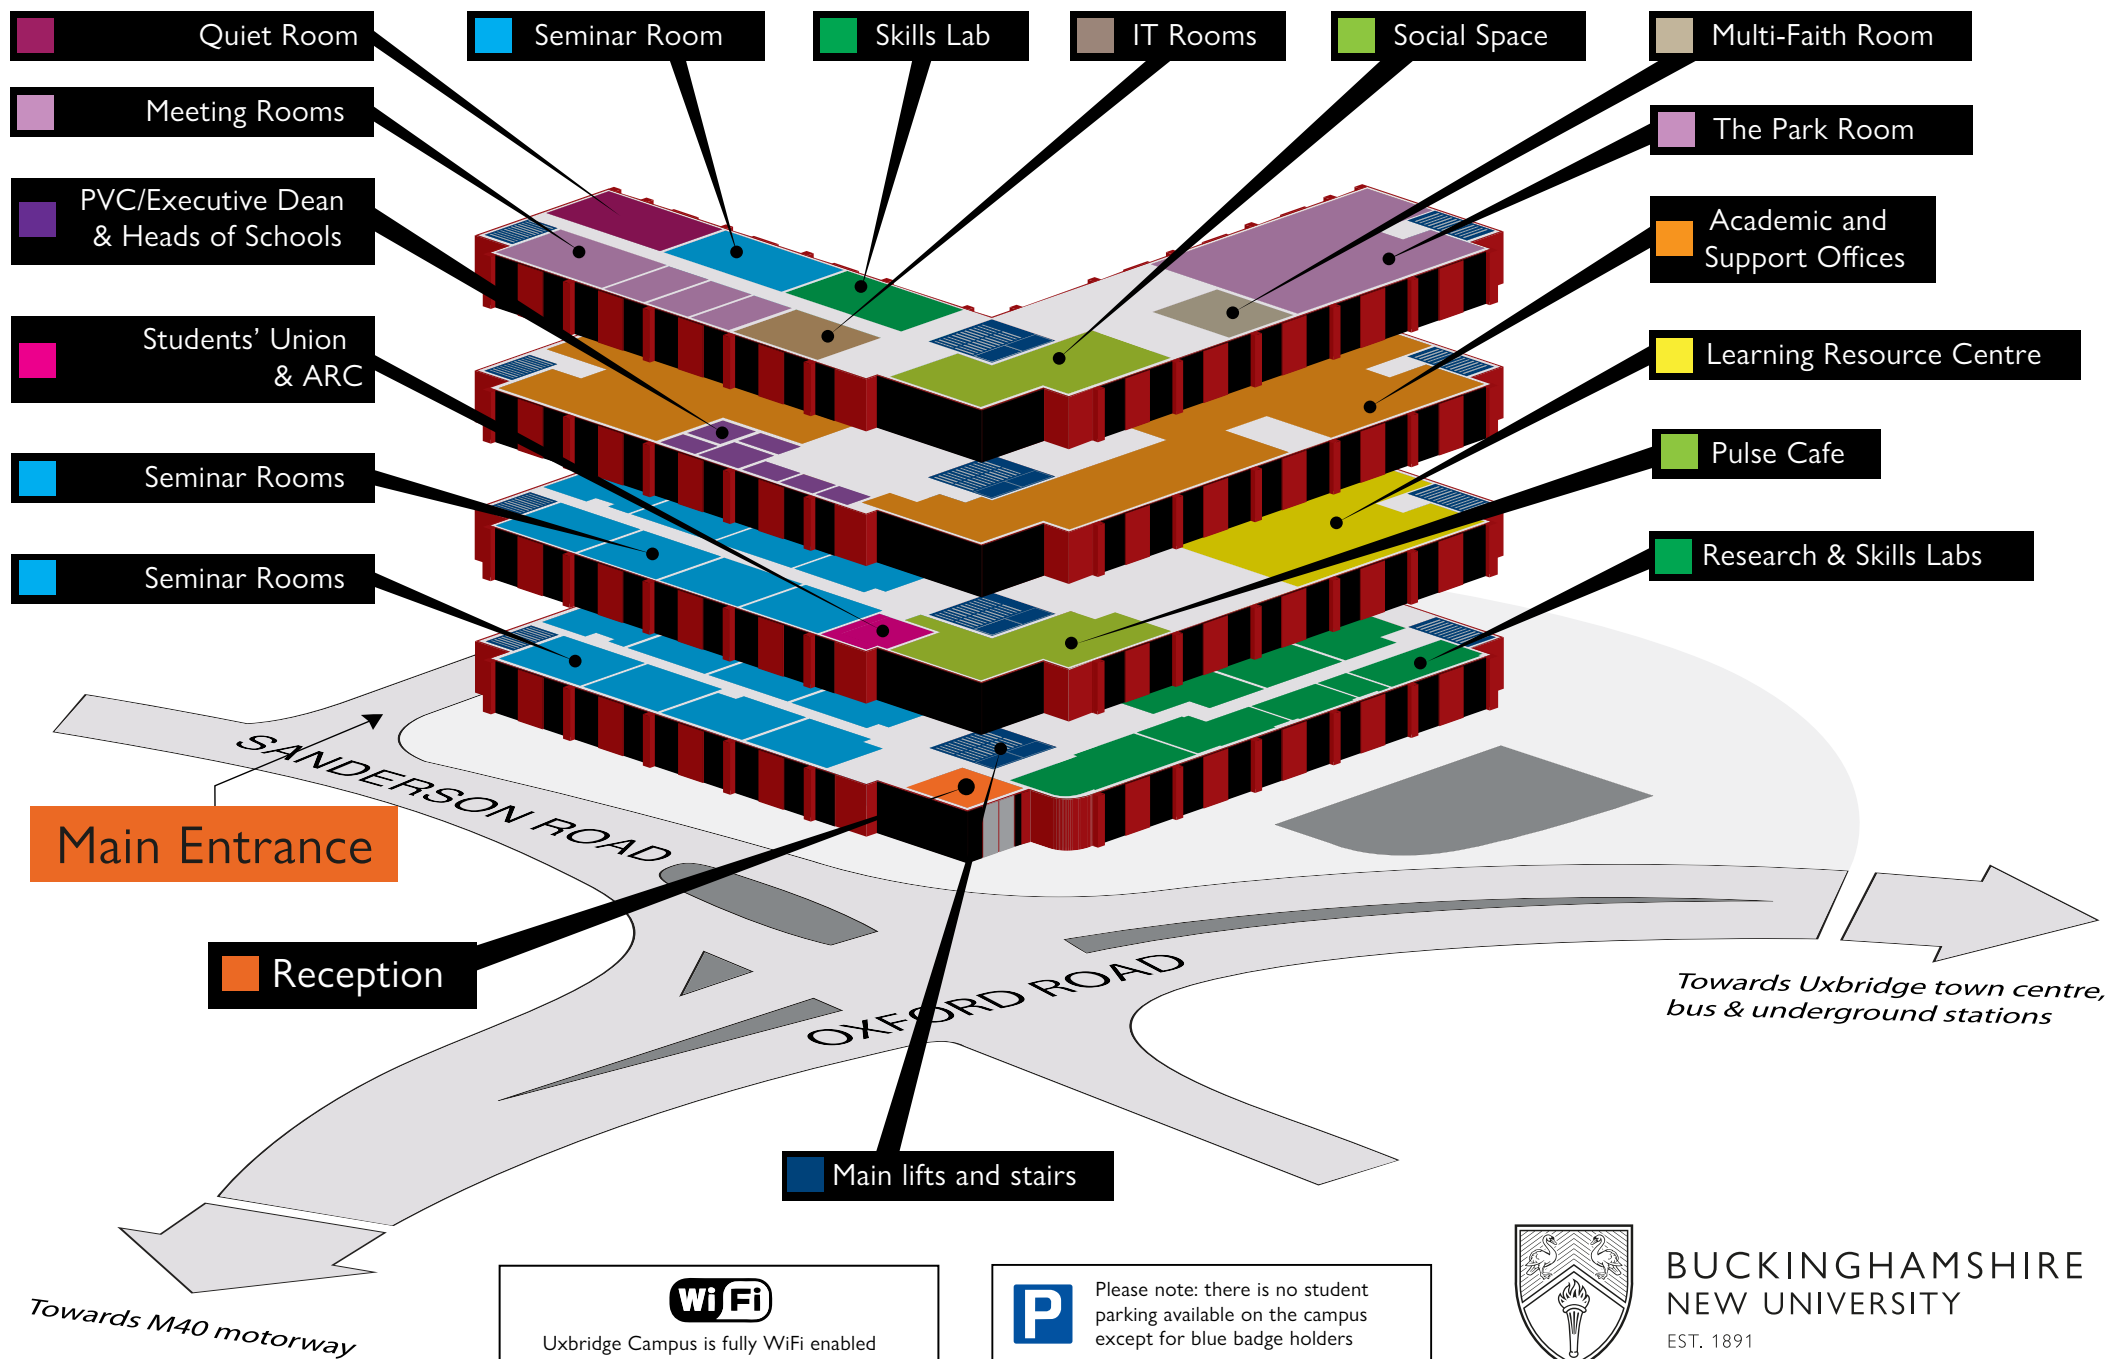 Quiet Room
Seminar Room
Skills Lab
IT Rooms
Social Space
Multi-Faith Room
Meeting Rooms
The Park Room
PVC/Executive Dean
& Heads of Schools
Academic and
Support Offices
Students’ Union
& ARC
Learning Resource Centre
Seminar Rooms
Pulse Cafe
Seminar Rooms
Research & Skills Labs
SANDERSON ROAD
Main Entrance
Reception
OXFORD ROAD
Towards Uxbridge town centre,
bus & underground stations
Main lifts and stairs
Towards M40 motorway
WiFi
Uxbridge Campus is fully WiFi enabled
P
Please note: there is no student
parking available on the campus
except for blue badge holders
BUCKINGHAMSHIRE
NEW UNIVERSITY
EST. 1891